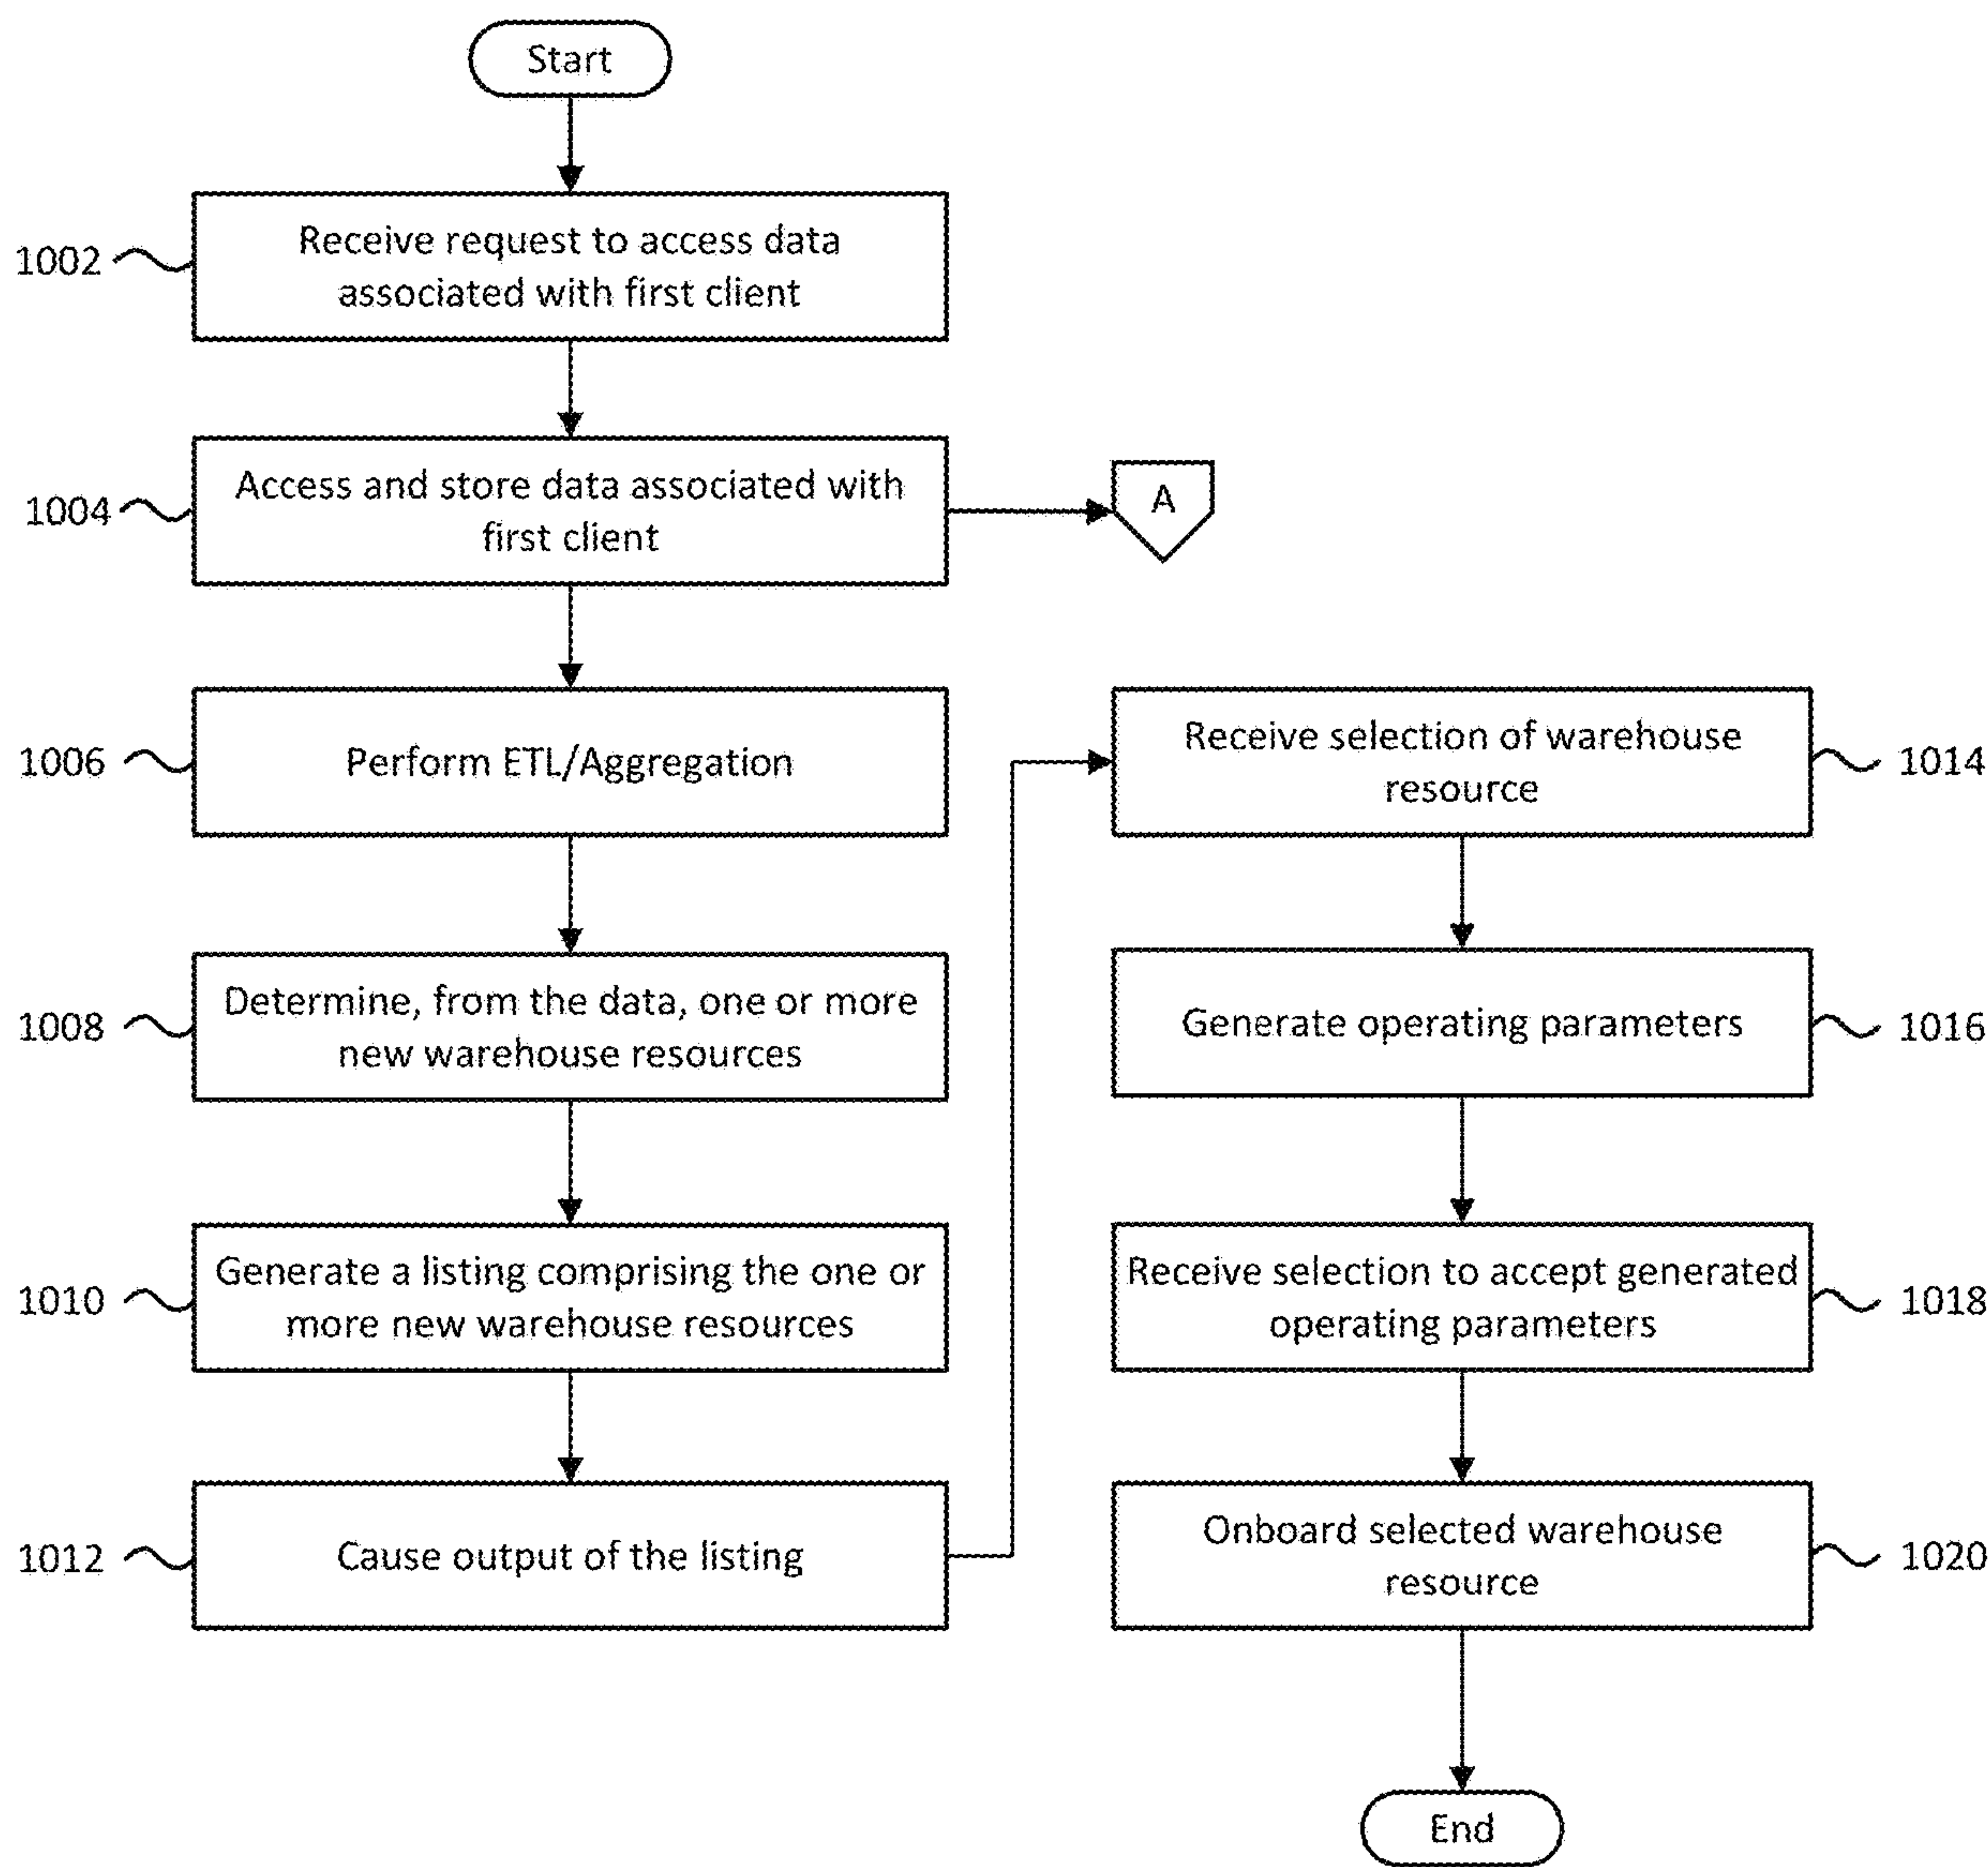 Start
1002
Receive request to access data
associated with first client
1004
Access and store data associated with
first client
A
1006
Perform ETL/Aggregation
1008
Determine, from the data, one or more
new warehouse resources
1010
Generate a listing comprising the one or
more new warehouse resources
1012
Cause output of the listing
Receive selection of warehouse
resource
1014
Generate operating parameters
1016
Receive selection to accept generated
operating parameters
1018
Onboard selected warehouse
resource
1020
End